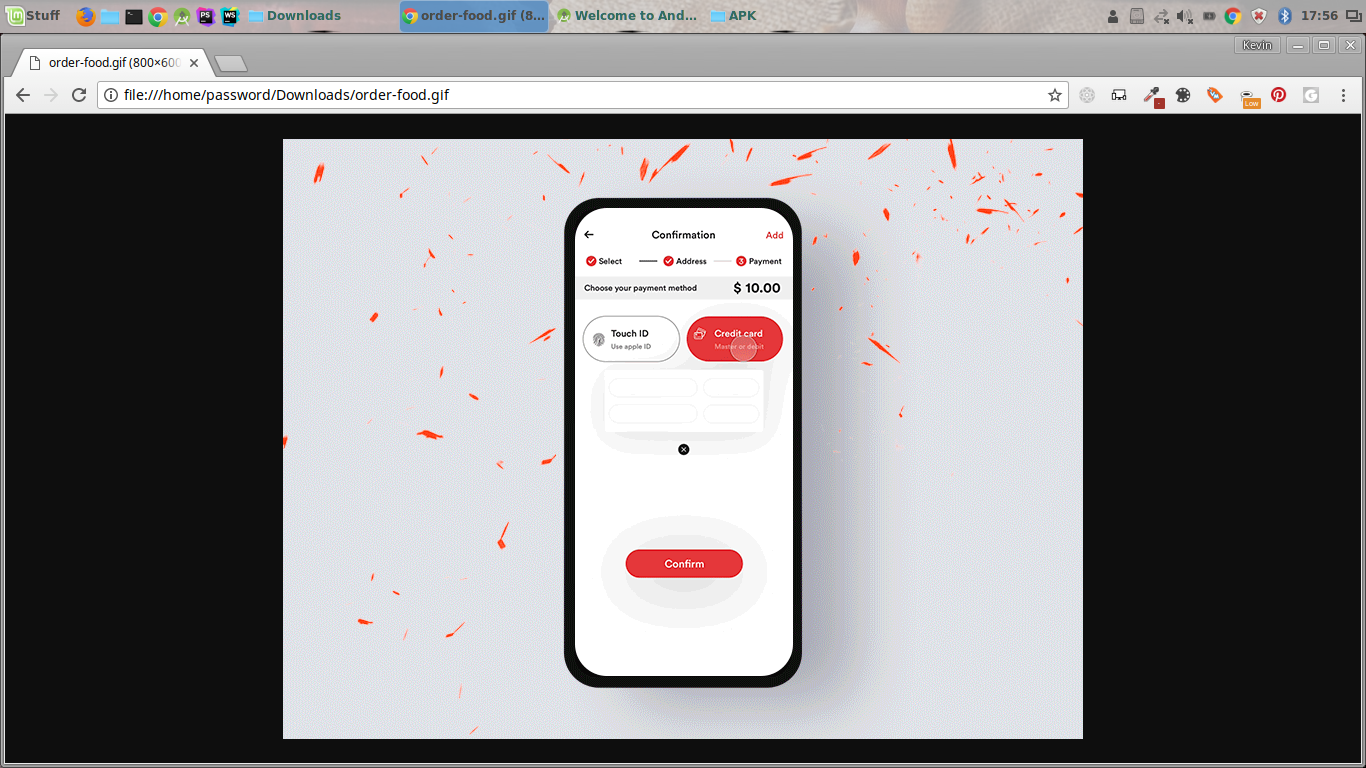 Stuff
PS
WS
Downloads
order-food.gif (8...
Welcome to And...
APK
17:56
Kevin
order-food.gif (800×600
file:///home/password/Downloads/order-food.gif
Low
Confirmation
Add
Select
Address
3
Payment
Choose your payment method
$ 10.00
Touch ID
Use apple ID
Credit card
Master or debit
Confirm